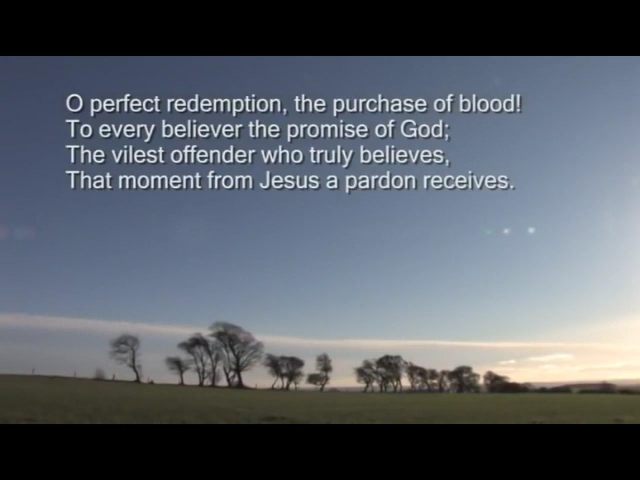 O perfect redemption, the purchase of blood!
To every believer the promise of God;
The vilest offender who truly believes,
That moment from Jesus a pardon receives.